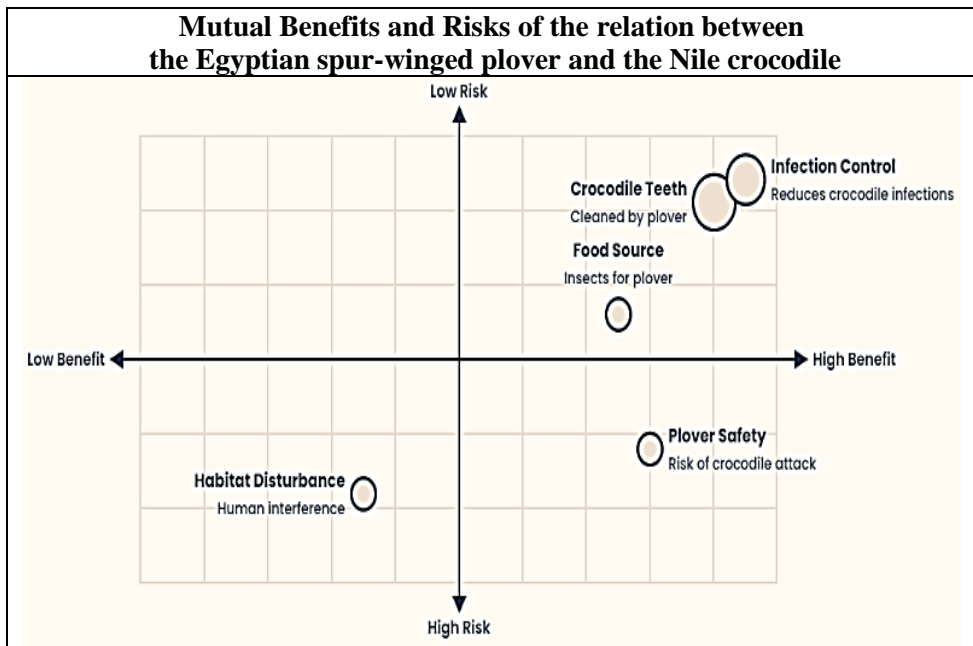 Mutual Benefits and Risks of the relation between
the Egyptian spur-winged plover and the Nile crocodile
Low Risk
Infection Control
Reduces crocodile infections
Crocodile Teeth
Cleaned by plover
Food Source
Insects for plover
Low Benefit
High Benefit
Plover Safety
Risk of crocodile attack
Habitat Disturbance
Human interference
High Risk